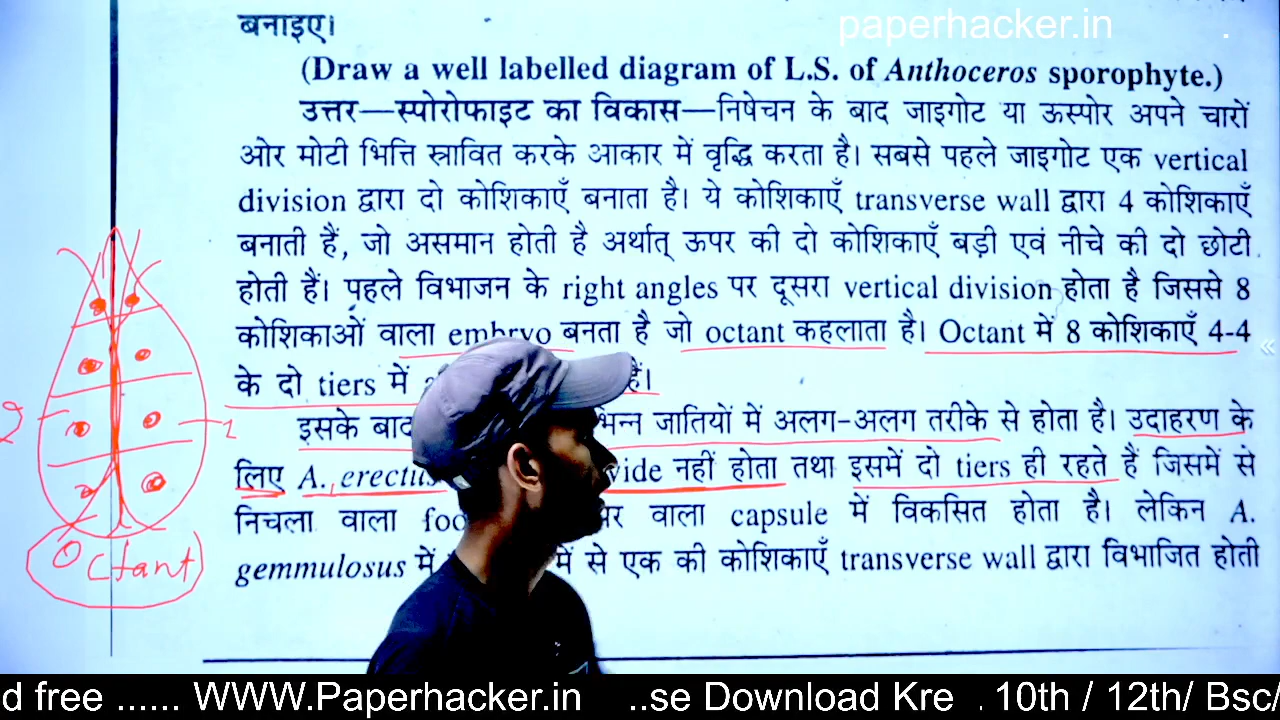 paperhacker.in
बनाइए।
(Draw a well labelled diagram of L.S. of Anthoceros sporophyte.)
उत्तर—स्पोरोफाइट का विकास—निषेचन के बाद जाइगोट या ऊस्पोर अपने चारों
ओर मोटी भित्ति स्रावित करके आकार में वृद्धि करता है। सबसे पहले जाइगोट एक vertical
division द्वारा दो कोशिकाएँ बनाता है। ये कोशिकाएँ transverse wall द्वारा 4 कोशिकाएँ
बनाती हैं, जो असमान होती है अर्थात् ऊपर की दो कोशिकाएँ बड़ी एवं नीचे की दो छोटी
होती हैं। पहले विभाजन के right angles पर दूसरा vertical division होता है जिससे 8
कोशिकाओं वाला embryo बनता है जो octant कहलाता है। Octant में 8 कोशिकाएँ 4-4
के दो tiers में हैं।
इसके बाद भिन्न जातियों में अलग-अलग तरीके से होता है। उदाहरण के
लिए A. erectus नहीं होता तथा इसमें दो tiers ही रहते हैं जिसमें से
निचला वाला वाला capsule में विकसित होता है। लेकिन A.
gemmulosus में में से एक की कोशिकाएँ transverse wall द्वारा विभाजित होती
Octant
d free ...... WWW.Paperhacker.in ..se Download Kre . 10th / 12th/ Bsc/